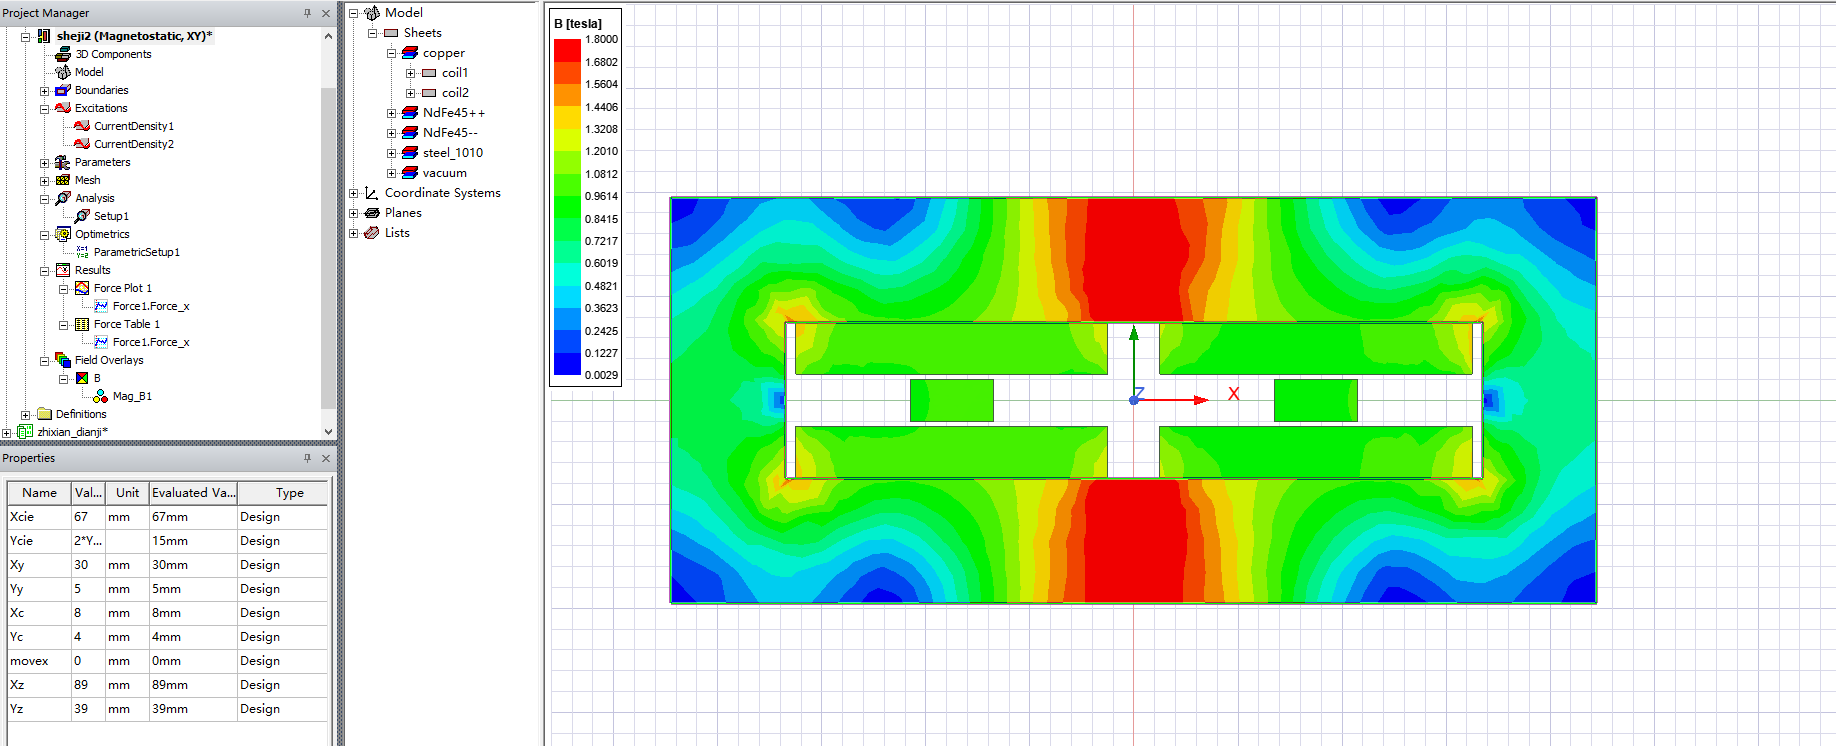 Project Manager
sheji2 (Magnetostatic, XY)*
3D Components
Model
Boundaries
Excitations
CurrentDensity1
CurrentDensity2
Parameters
Mesh
Analysis
Setup1
Optimetrics
ParametricSetup1
Results
Force Plot 1
Force1.Force_x
Force Table 1
Force1.Force_x
Field Overlays
B
Mag_B1
Definitions
zhixian_dianji*
Properties
Name Val... Unit Evaluated Va... Type
Xcie 67 mm 67mm Design
Ycie 2*Y... 15mm Design
Xy 30 mm 30mm Design
Yy 5 mm 5mm Design
Xc 8 mm 8mm Design
Yc 4 mm 4mm Design
movex 0 mm 0mm Design
Xz 89 mm 89mm Design
Yz 39 mm 39mm Design
Model
Sheets
copper
coil1
coil2
NdFe45++
NdFe45--
steel_1010
vacuum
Coordinate Systems
Planes
Lists
B [tesla]
1.8000
1.6802
1.5604
1.4406
1.3208
1.2010
1.0812
0.9614
0.8415
0.7217
0.6019
0.4821
0.3623
0.2425
0.1227
0.0029
Z
X